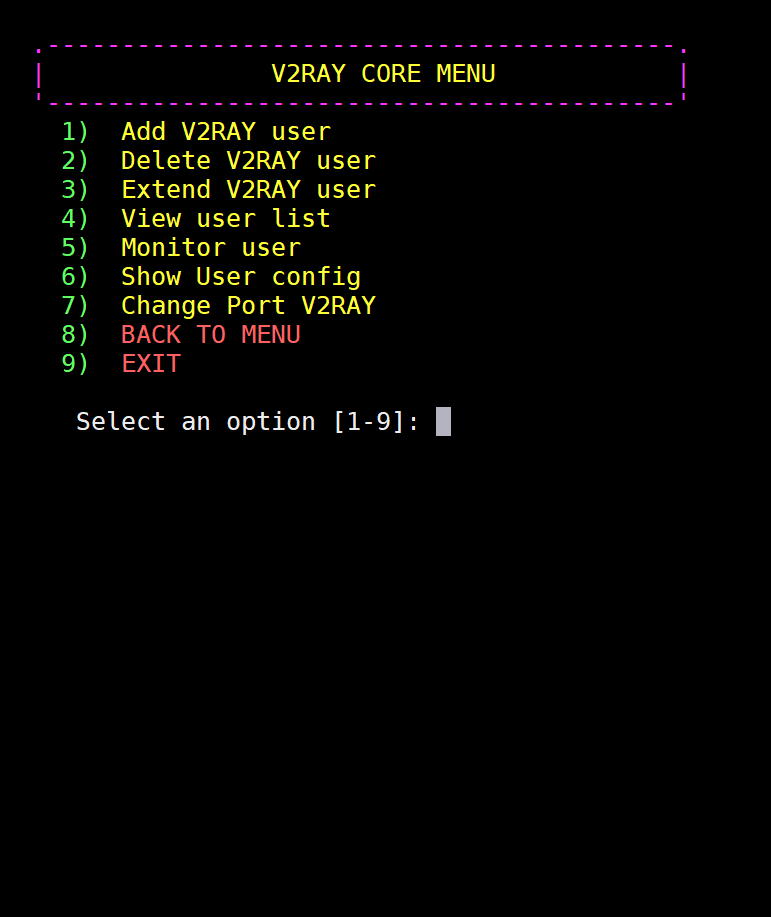 V2RAY CORE MENU
1) Add V2RAY user
2) Delete V2RAY user
3) Extend V2RAY user
4) View user list
5) Monitor user
6) Show User config
7) Change Port V2RAY
8) BACK TO MENU
9) EXIT
Select an option [1-9]: